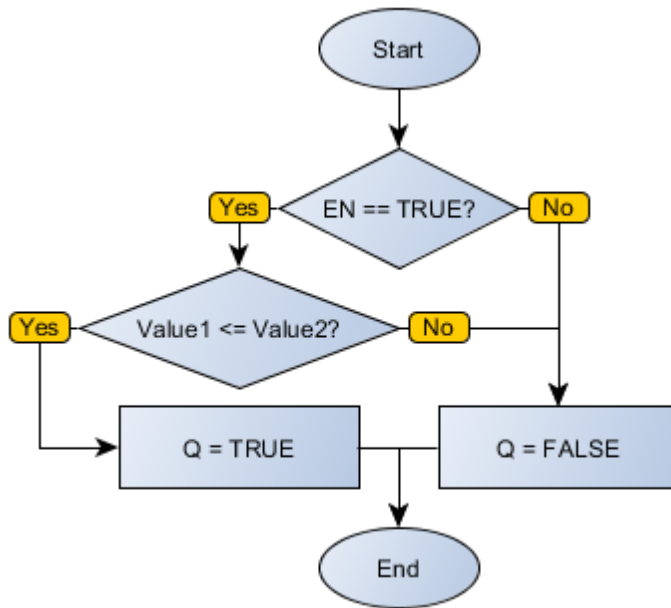 Start
EN == TRUE?
Yes
No
Value1 <= Value2?
Yes
No
Q = TRUE
Q = FALSE
End